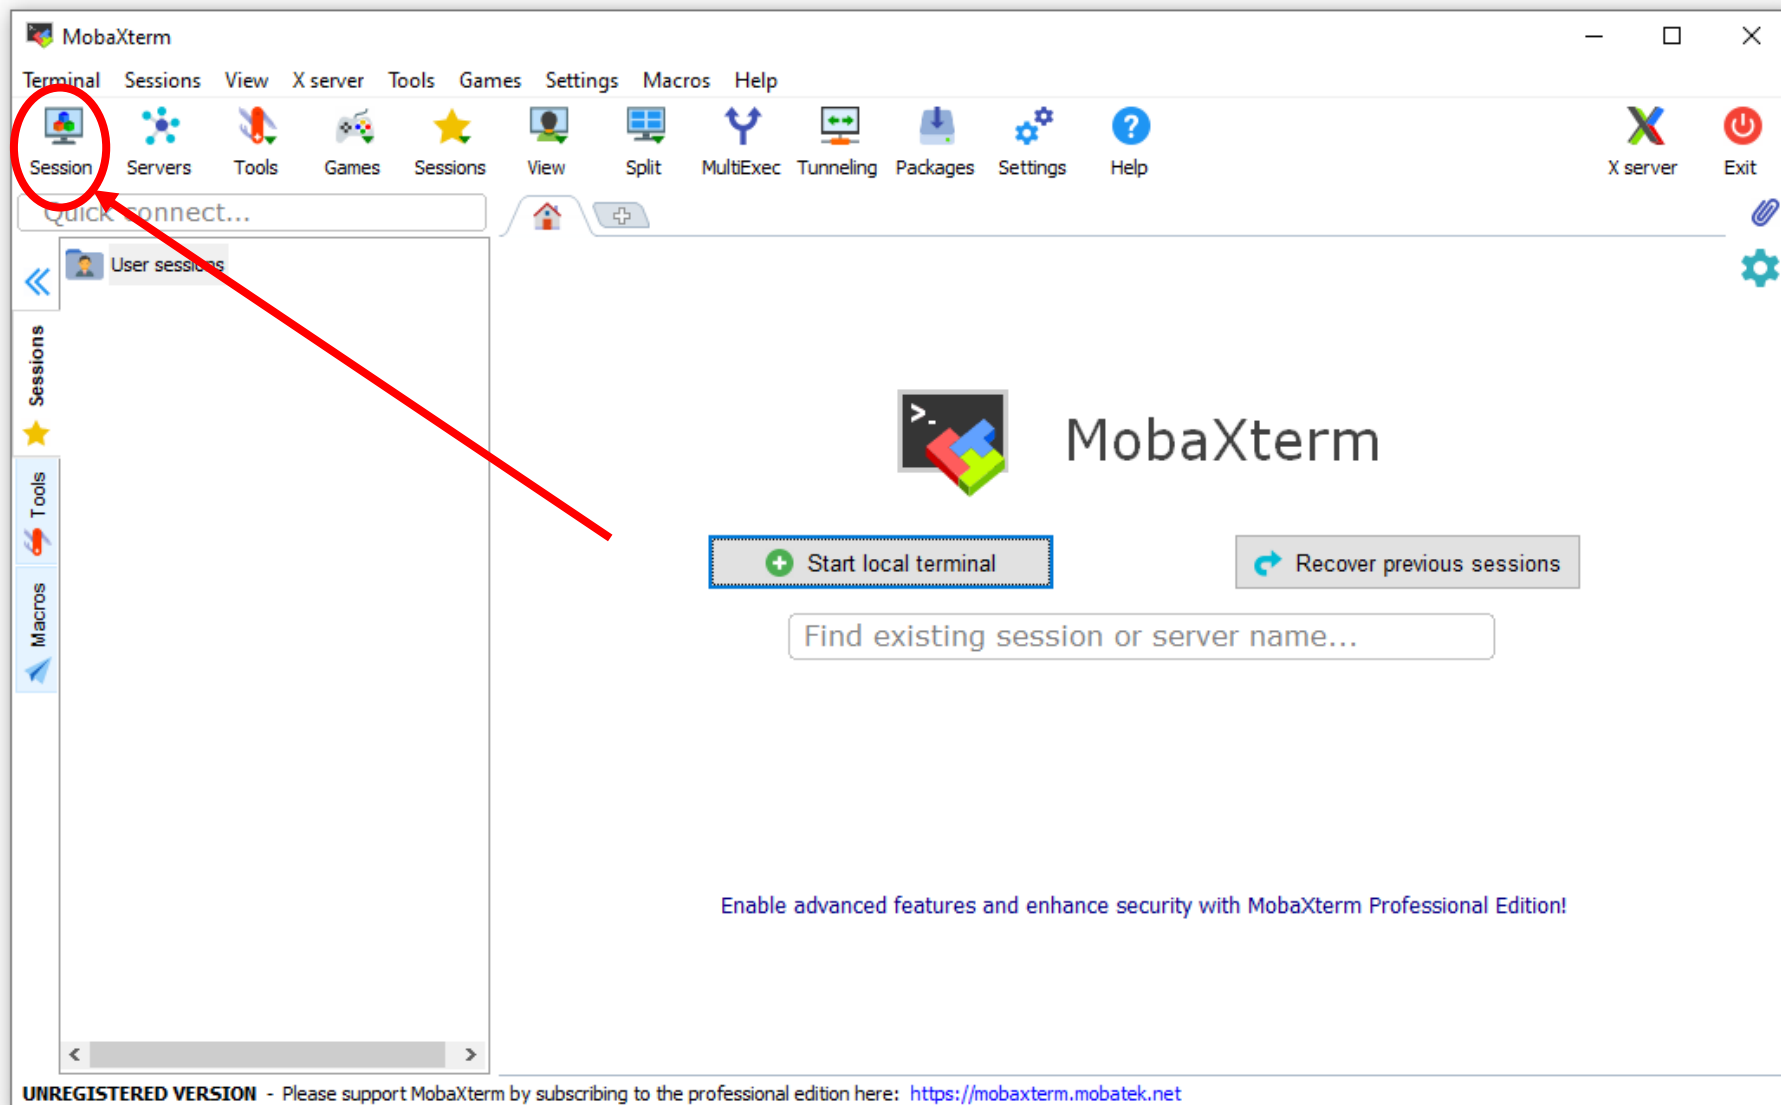 MobaXterm
Terminal Sessions View X server Tools Games Settings Macros Help
Session Servers Tools Games Sessions View Split MultiExec Tunneling Packages Settings Help X server Exit
Quick connect...
User sessions
Sessions
Tools
Macros
>_
MobaXterm
Start local terminal
Recover previous sessions
Find existing session or server name...
Enable advanced features and enhance security with MobaXterm Professional Edition!
UNREGISTERED VERSION - Please support MobaXterm by subscribing to the professional edition here: https://mobaxterm.mobatek.net